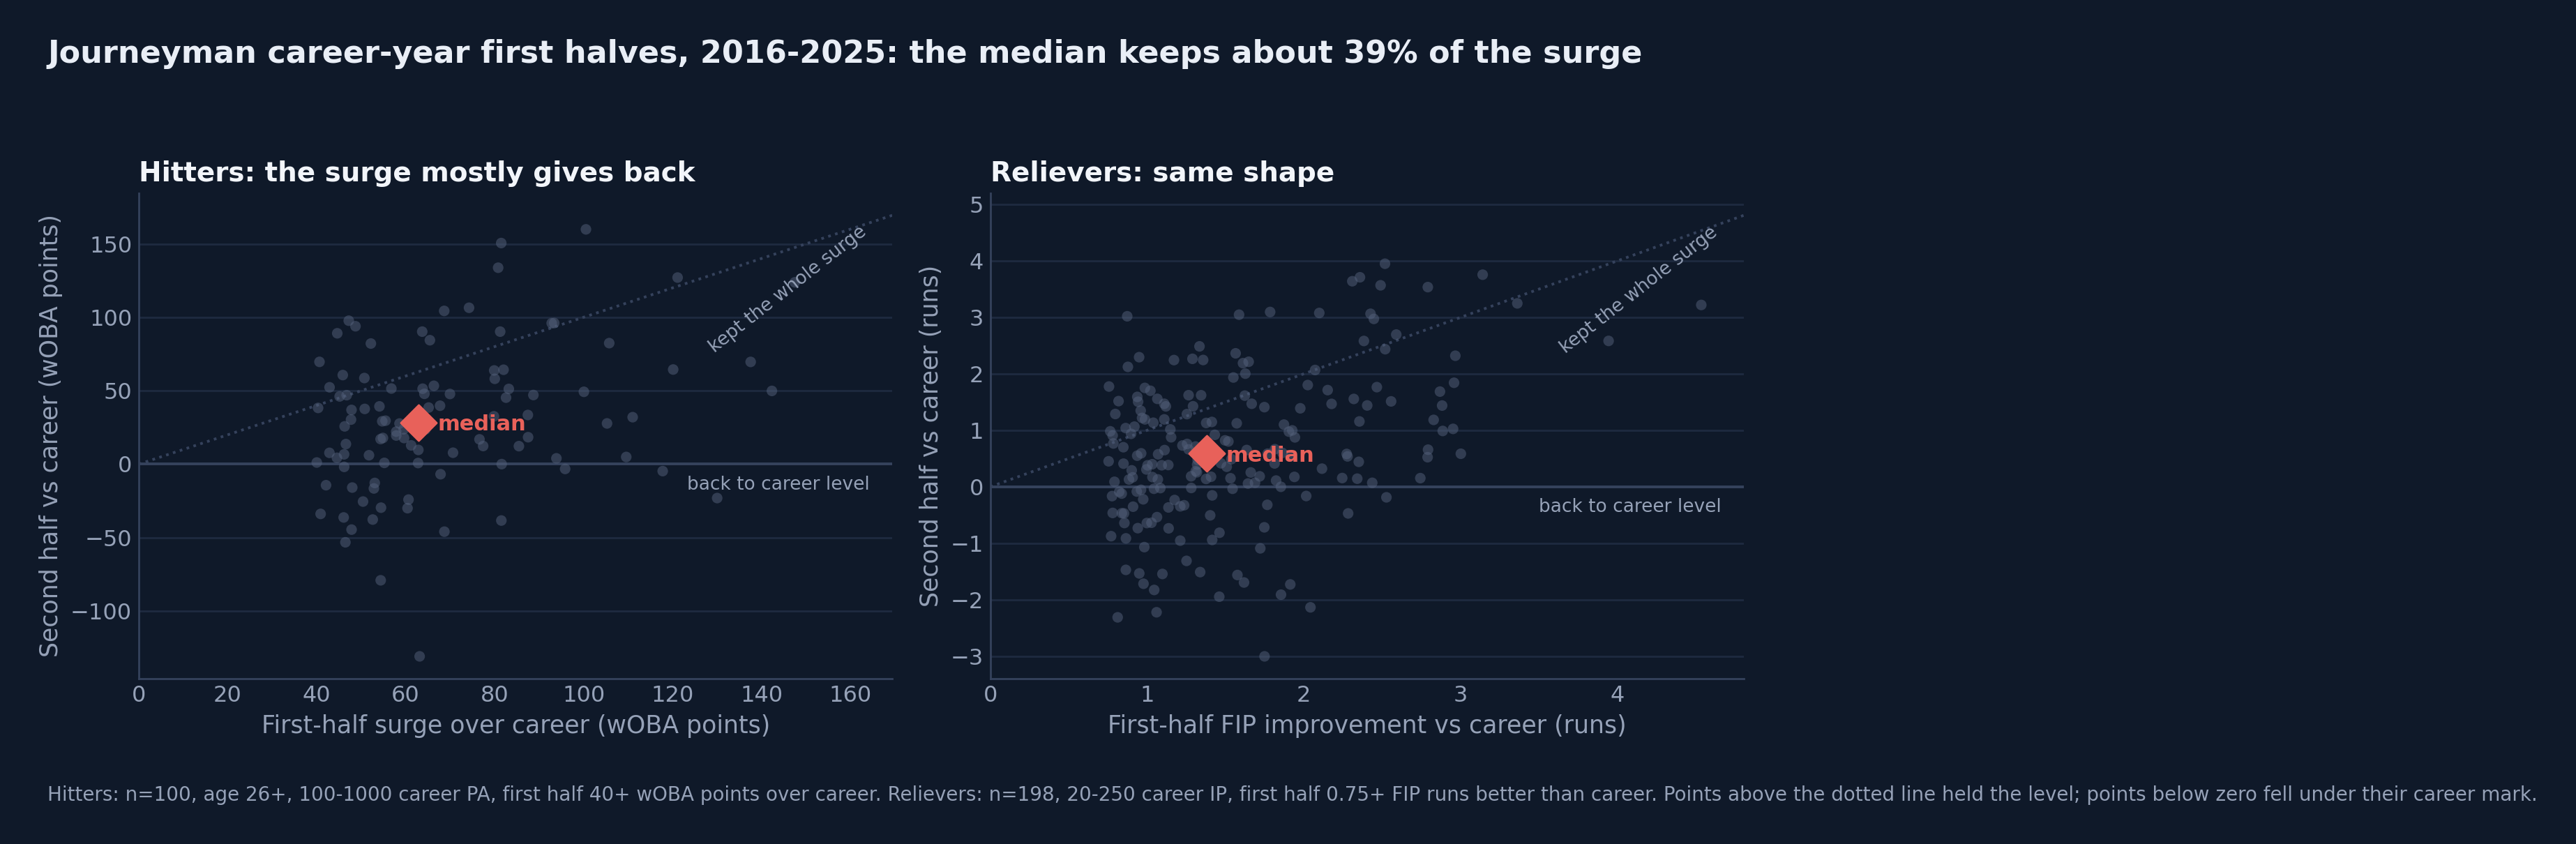 Journeyman career-year first halves, 2016-2025: the median keeps about 39% of the surge
Hitters: the surge mostly gives back
Second half vs career (wOBA points)
150
100
50
0
−50
−100
kept the whole surge
median
back to career level
0 20 40 60 80 100 120 140 160
First-half surge over career (wOBA points)
Relievers: same shape
Second half vs career (runs)
5
4
3
2
1
0
−1
−2
−3
kept the whole surge
median
back to career level
0 1 2 3 4
First-half FIP improvement vs career (runs)
Hitters: n=100, age 26+, 100-1000 career PA, first half 40+ wOBA points over career. Relievers: n=198, 20-250 career IP, first half 0.75+ FIP runs better than career. Points above the dotted line held the level; points below zero fell under their career mark.